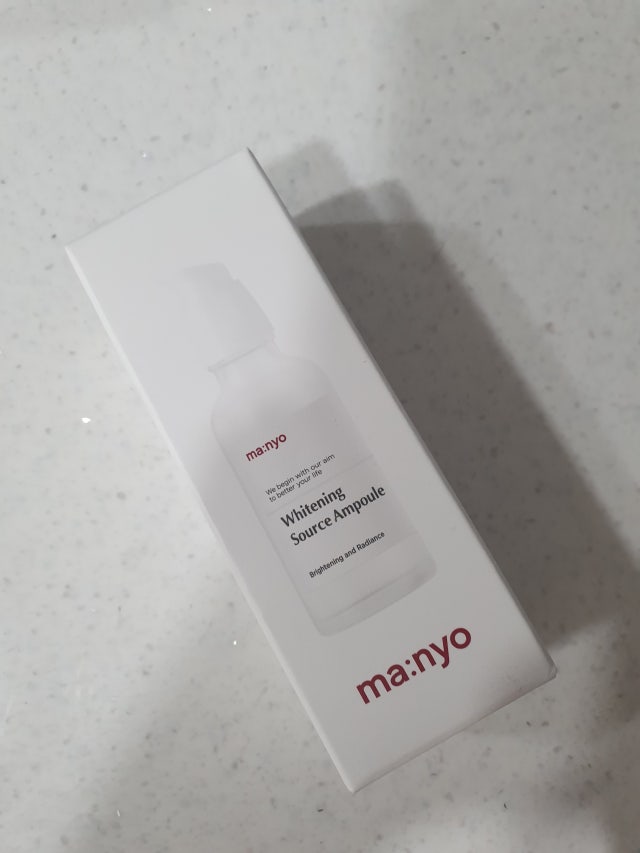 ma:nyo
We begin with our aim
to better your life
Whitening
Source Ampoule
Brightening and Radiance
ma:nyo